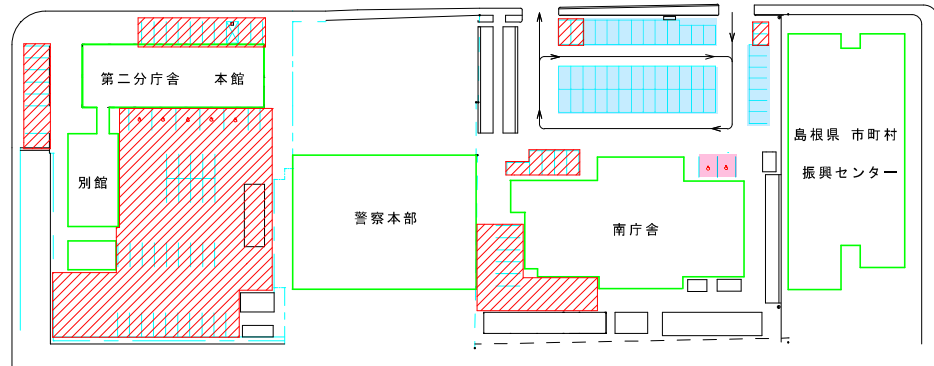 第二分庁舎 本館
別館
警察本部
南庁舎
島根県 市町村
振興センター